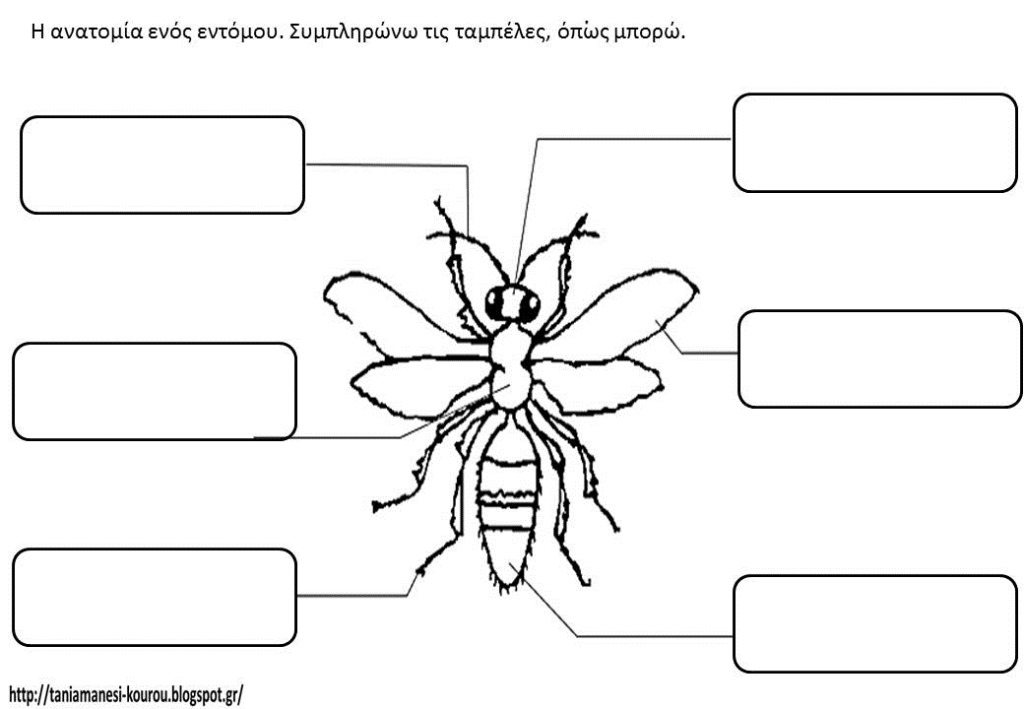 Η ανατομία ενός εντόμου. Συμπληρώνω τις ταμπέλες, όπως μπορώ.
http://taniamanesi-kourou.blogspot.gr/